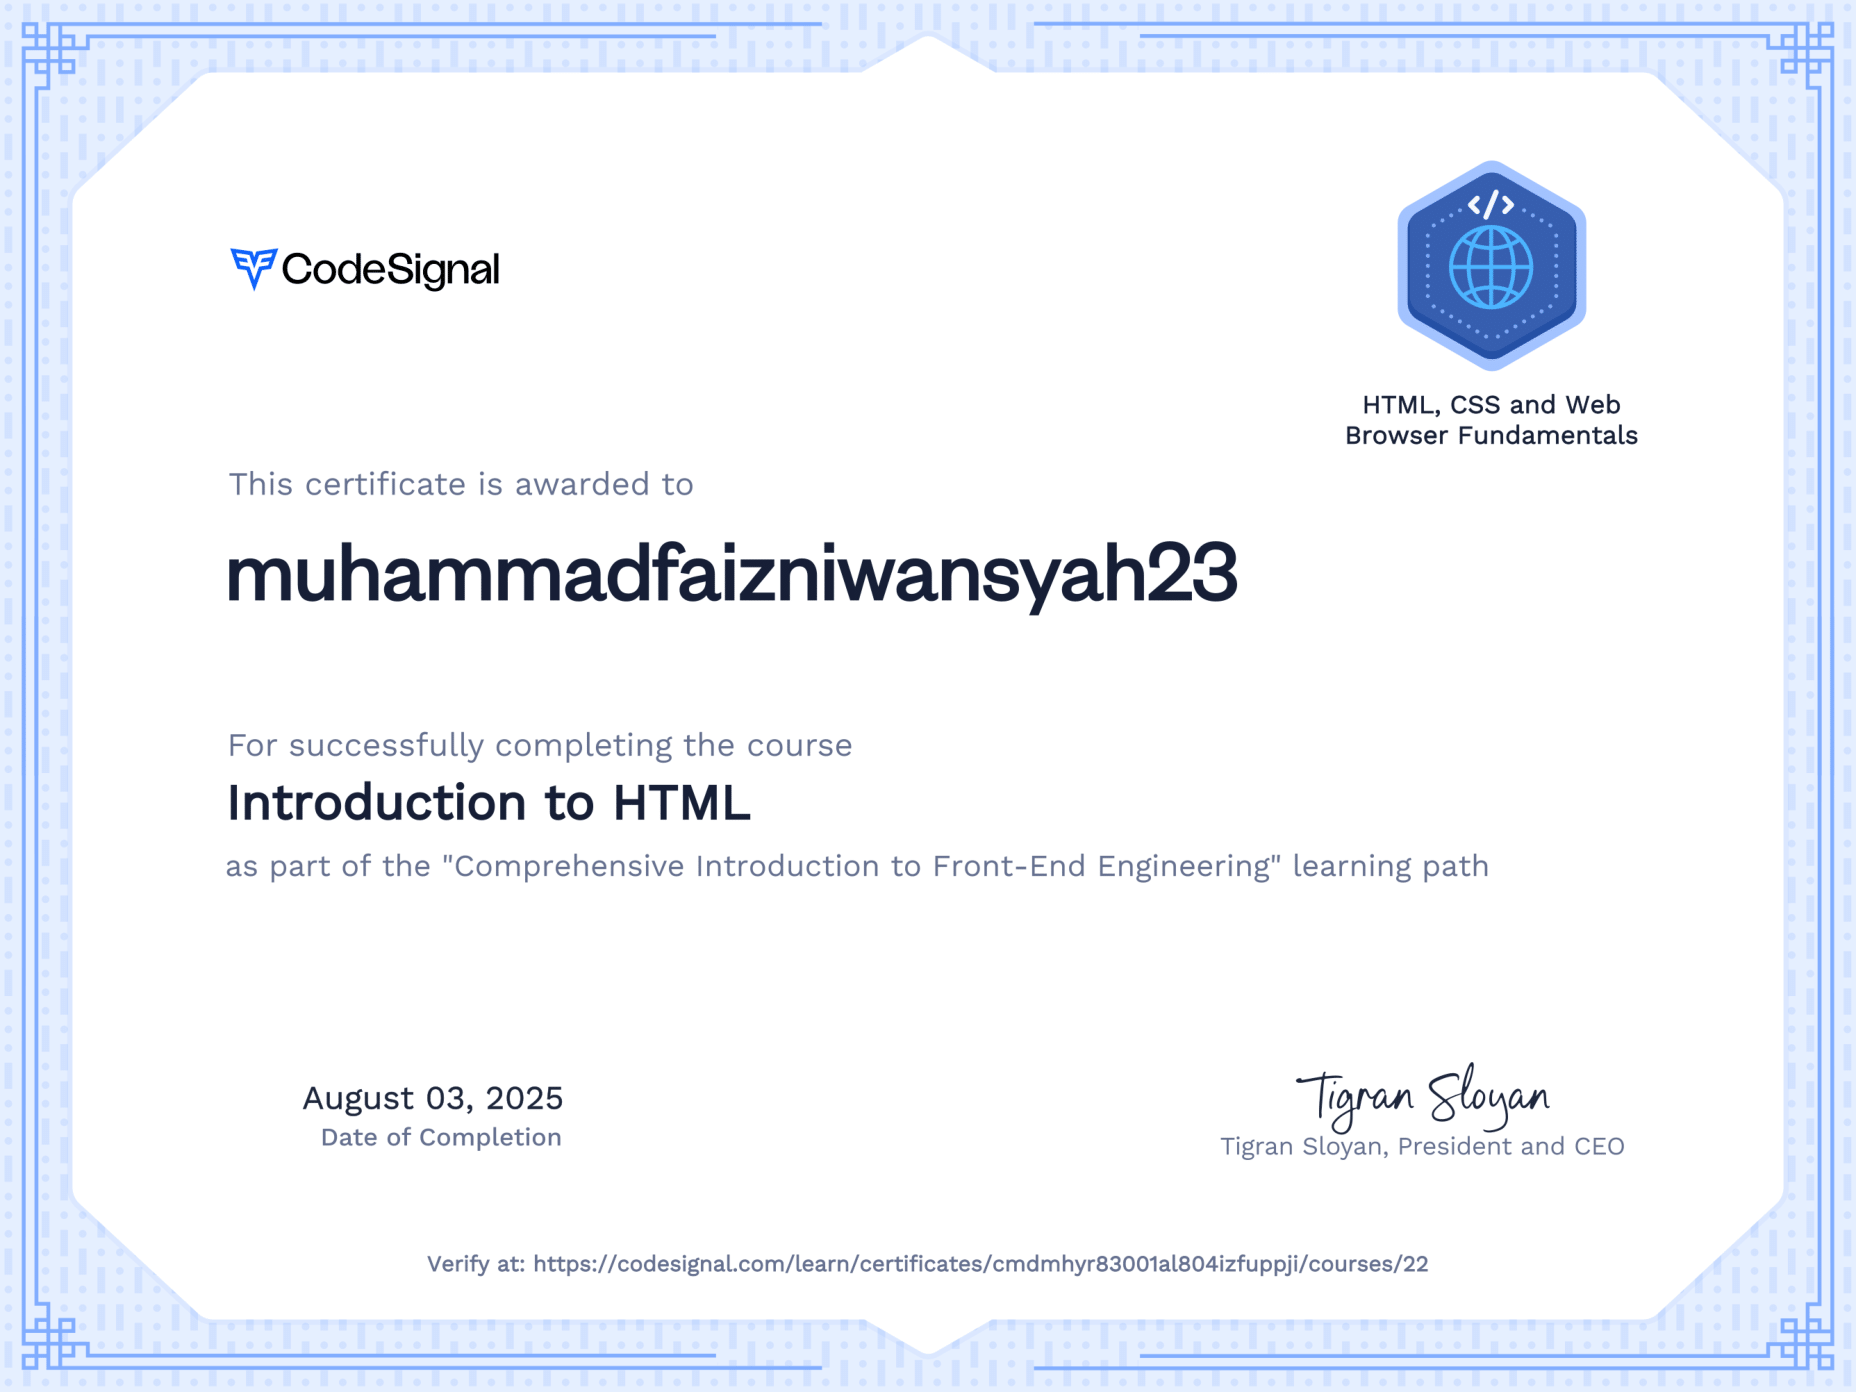 CodeSignal
</>
HTML, CSS and Web
Browser Fundamentals
This certificate is awarded to
muhammadfaizniwansyah23
For successfully completing the course
Introduction to HTML
as part of the "Comprehensive Introduction to Front-End Engineering" learning path
August 03, 2025
Date of Completion
Tigran Sloyan
Tigran Sloyan, President and CEO
Verify at: https://codesignal.com/learn/certificates/cmdmhyr83001al804izfuppji/courses/22